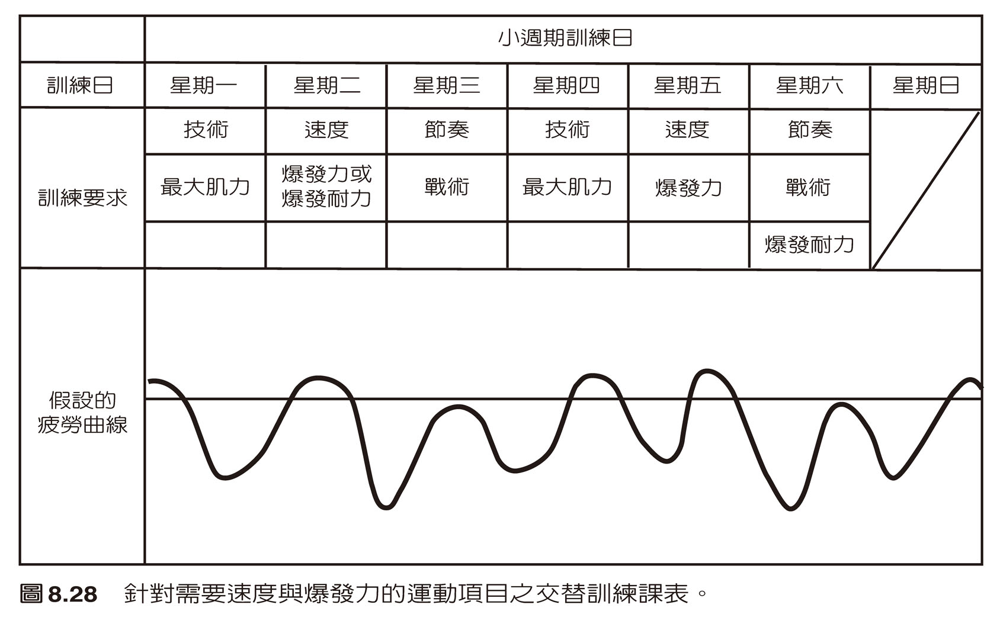 小週期訓練日
訓練日 星期一 星期二 星期三 星期四 星期五 星期六 星期日
訓練要求
技術 速度 節奏 技術 速度 節奏
最大肌力 爆發力或 戰術 最大肌力 爆發力 戰術
爆發耐力
爆發耐力
假設的
疲勞曲線
圖 8.28 針對需要速度與爆發力的運動項目之交替訓練課表。